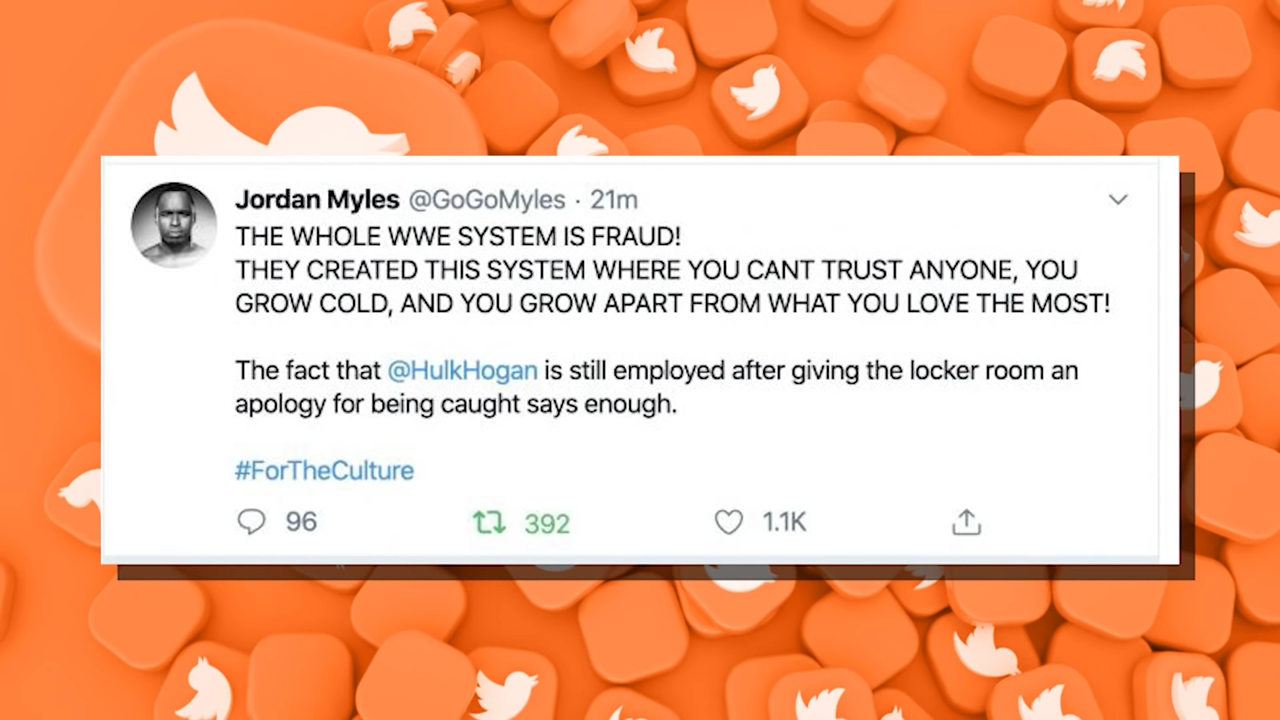 Jordan Myles @GoGoMyles · 21m
THE WHOLE WWE SYSTEM IS FRAUD!
THEY CREATED THIS SYSTEM WHERE YOU CANT TRUST ANYONE, YOU
GROW COLD, AND YOU GROW APART FROM WHAT YOU LOVE THE MOST!
The fact that @HulkHogan is still employed after giving the locker room an
apology for being caught says enough.
#ForTheCulture
96 392 1.1K